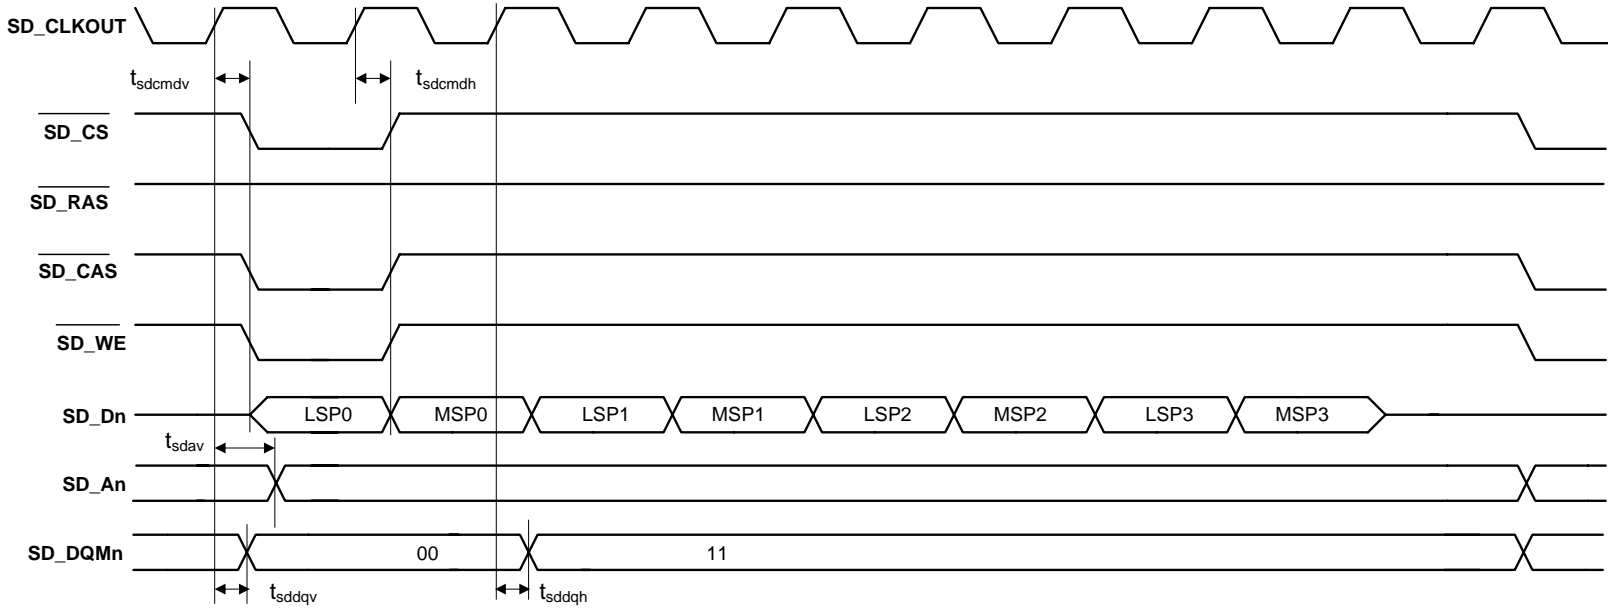 SD_CLKOUT
tsdcmdv
tsdcmdh
SD_CS
SD_RAS
SD_CAS
SD_WE
SD_Dn LSP0 MSP0 LSP1 MSP1 LSP2 MSP2 LSP3 MSP3
tsdav
SD_An
SD_DQMn 00 11
tsddqv
tsddqh